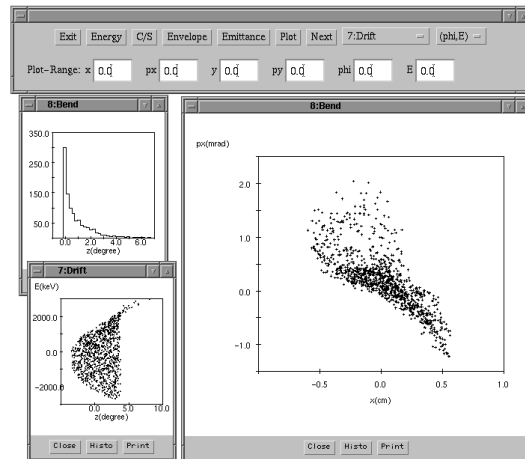 Exit Energy C/S Envelope Emittance Plot Next 7:Drift (phi,E)
Plot-Range: x 0.0 px 0.0 y 0.0 py 0.0 phi 0.0 E 0.0
8:Bend
350.0
250.0
150.0
50.0
0.0 2.0 4.0 6.0
z(degree)
7:Drift
E(keV)
2000.0
0.0
-2000.0
0.0 5.0 10.0
z(degree)
Close Histo Print
8:Bend
px(mrad)
2.0
1.0
0.0
-1.0
-0.5 0.0 0.5 1.0
x(cm)
Close Histo Print